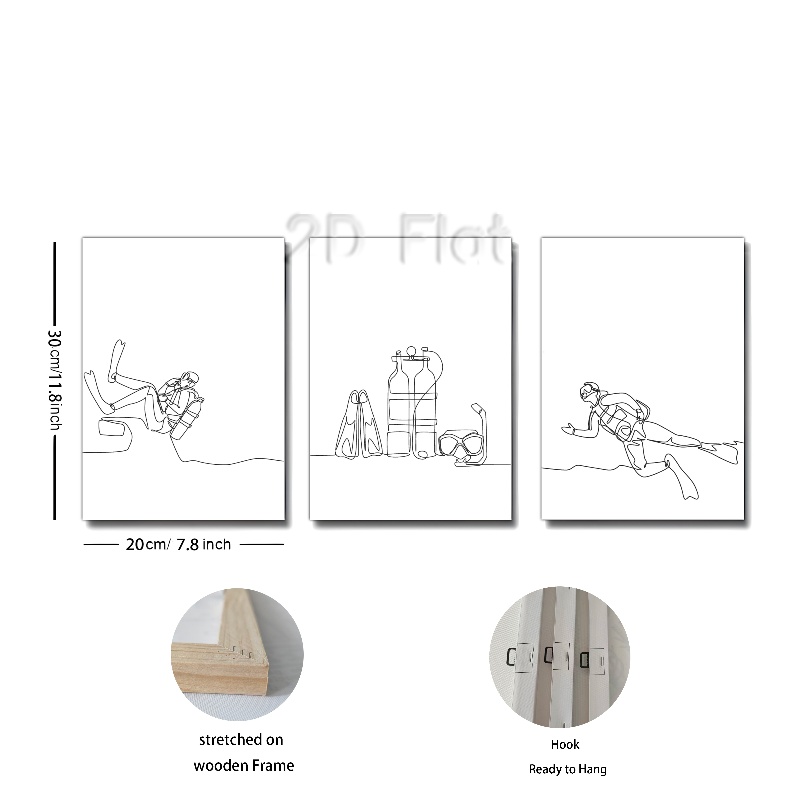 2D Flat
30cm/11.8inch
20cm/ 7.8 inch
stretched on
wooden Frame
Hook
Ready to Hang